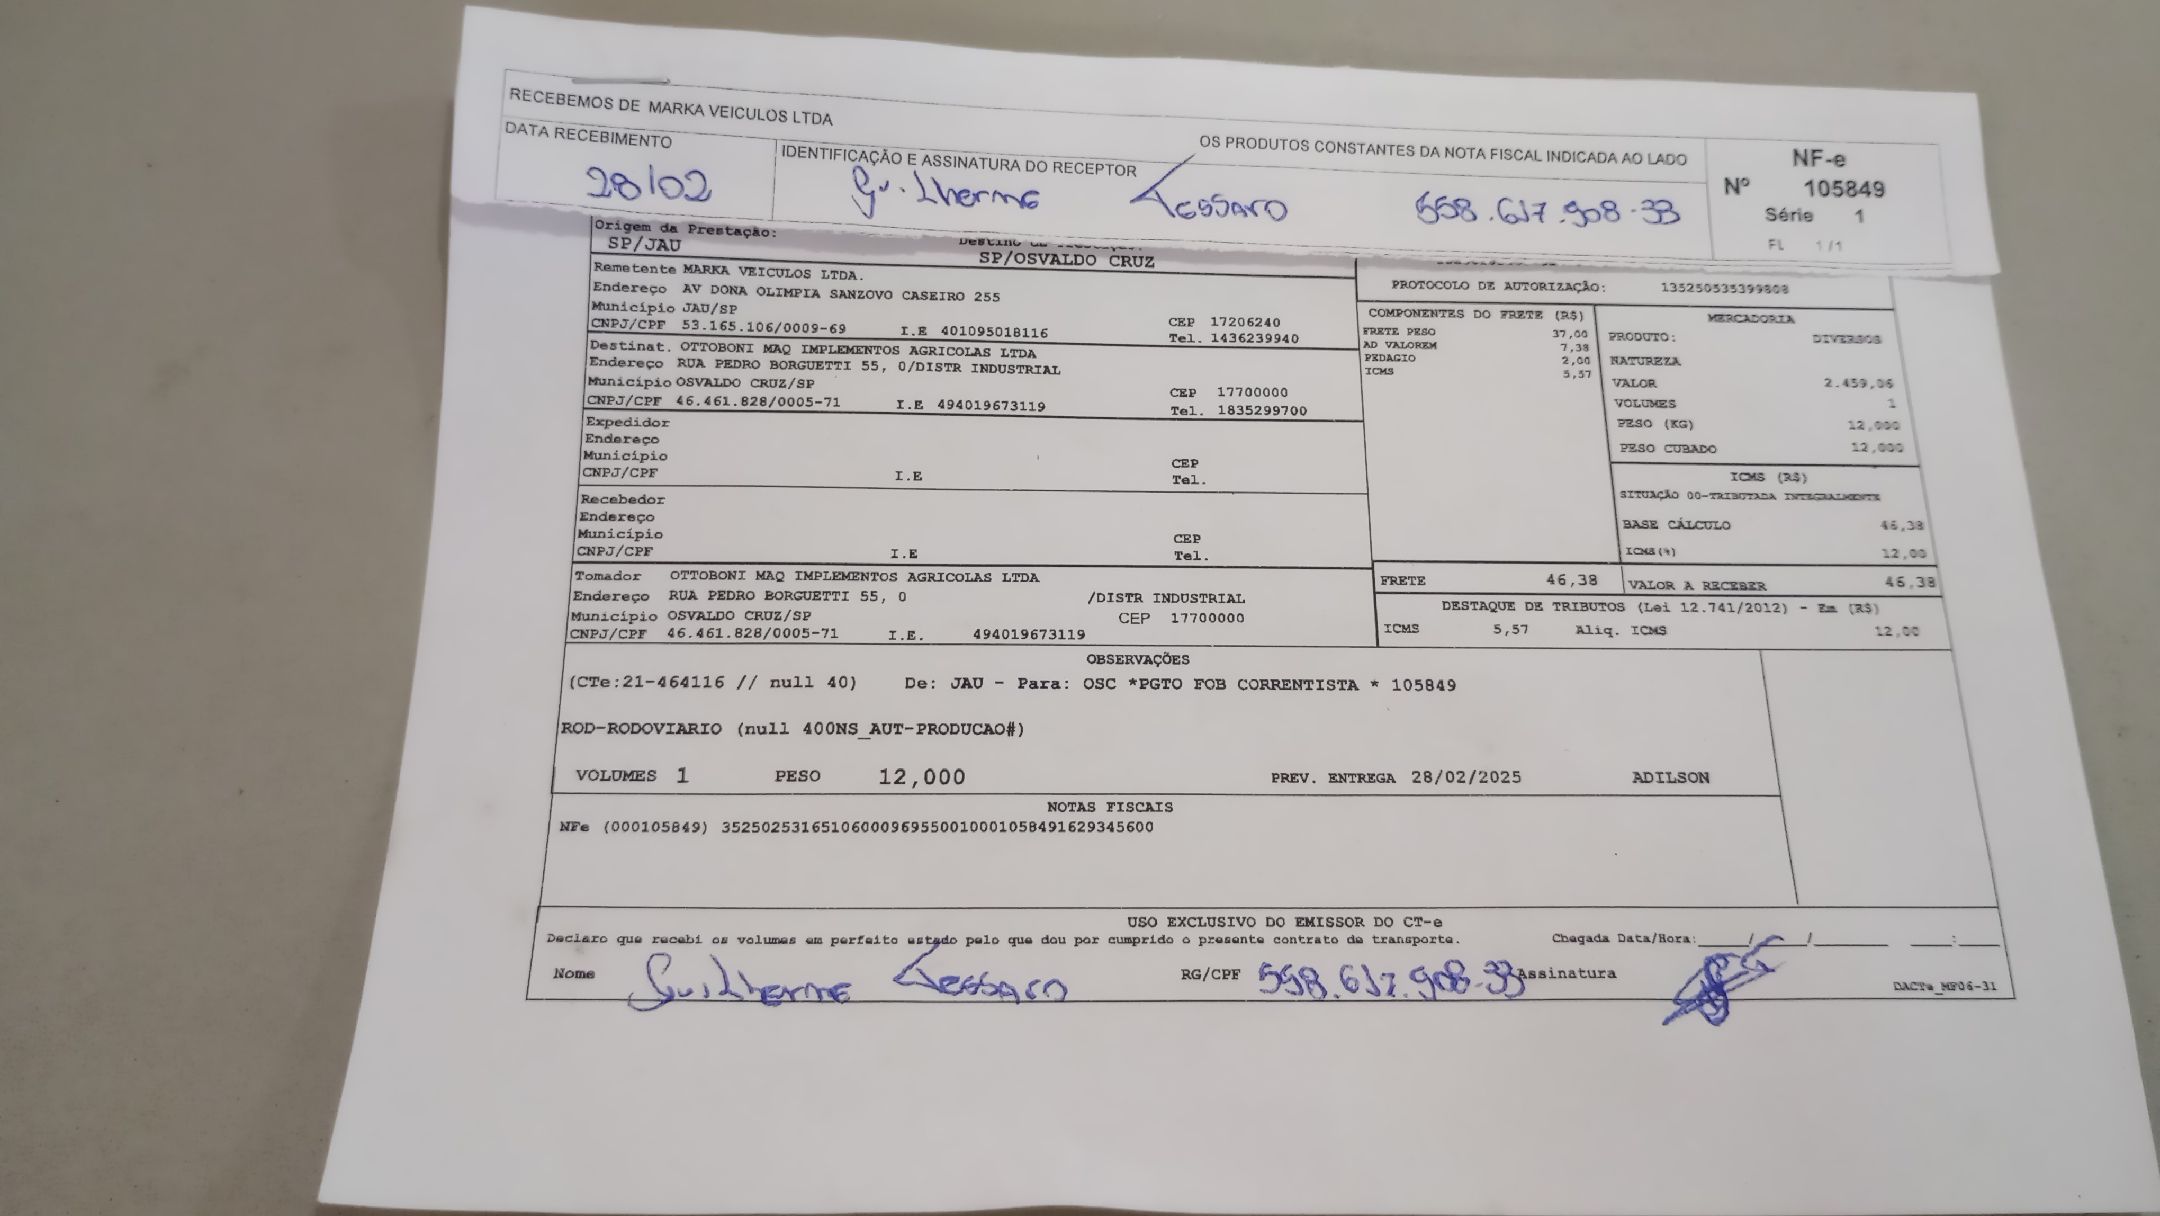 RECEBEMOS DE MARKA VEICULOS LTDA
OS PRODUTOS CONSTANTES DA NOTA FISCAL INDICADA AO LADO
DATA RECEBIMENTO
28/02
IDENTIFICAÇÃO E ASSINATURA DO RECEPTOR
Guilherme Tessaro 558.617.908-33
NF-e
Nº 105849
Série 1
FL 1/1
Origem da Prestação:
SP/JAU
SP/OSVALDO CRUZ
Remetente MARKA VEICULOS LTDA.
Endereço AV DONA OLIMPIA SANZOVO CASEIRO 255
Município JAU/SP CEP 17206240
CNPJ/CPF 53.165.106/0009-69 I.E 401095018116 Tel. 1436239940
Destinat. OTTOBONI MAQ IMPLEMENTOS AGRICOLAS LTDA
Endereço RUA PEDRO BORGUETTI 55, 0/DISTR INDUSTRIAL
Município OSVALDO CRUZ/SP CEP 17700000
CNPJ/CPF 46.461.828/0005-71 I.E 494019673119 Tel. 1835299700
Expedidor
Endereço
Município CEP
CNPJ/CPF I.E Tel.
Recebedor
Endereço
Município CEP
CNPJ/CPF I.E Tel.
Tomador OTTOBONI MAQ IMPLEMENTOS AGRICOLAS LTDA
Endereço RUA PEDRO BORGUETTI 55, 0 /DISTR INDUSTRIAL
Município OSVALDO CRUZ/SP CEP 17700000
CNPJ/CPF 46.461.828/0005-71 I.E. 494019673119
PROTOCOLO DE AUTORIZAÇÃO: 135250535399808
COMPONENTES DO FRETE (R$)
FRETE PESO 37,00
AD VALOREM 7,38
PEDAGIO 2,00
ICMS 5,57
MERCADORIA
PRODUTO: DIVERSOS
NATUREZA
VALOR 2.459,06
VOLUMES 1
PESO (KG) 12,000
PESO CUBADO 12,000
ICMS (R$)
SITUAÇÃO 00-TRIBUTADA INTEGRALMENTE
BASE CÁLCULO 46,38
ICMS(%) 12,00
FRETE 46,38 VALOR A RECEBER 46,38
DESTAQUE DE TRIBUTOS (Lei 12.741/2012) - Em (R$)
ICMS 5,57 Aliq. ICMS 12,00
OBSERVAÇÕES
(CTe:21-464116 // null 40) De: JAU - Para: OSC *PGTO FOB CORRENTISTA * 105849
ROD-RODOVIARIO (null 400NS_AUT-PRODUCAO#)
VOLUMES 1 PESO 12,000 PREV. ENTREGA 28/02/2025 ADILSON
NOTAS FISCAIS
NFe (000105849) 35250253165106000969550010001058491629345600
USO EXCLUSIVO DO EMISSOR DO CT-e
Declaro que recebi os volumes em perfeito estado pelo que dou por cumprido o presente contrato de transporte. Chegada Data/Hora:____/____/________ ____:____
Nome Guilherme Tessaro RG/CPF 558.617.908-33 Assinatura
DACTe_MF06-31